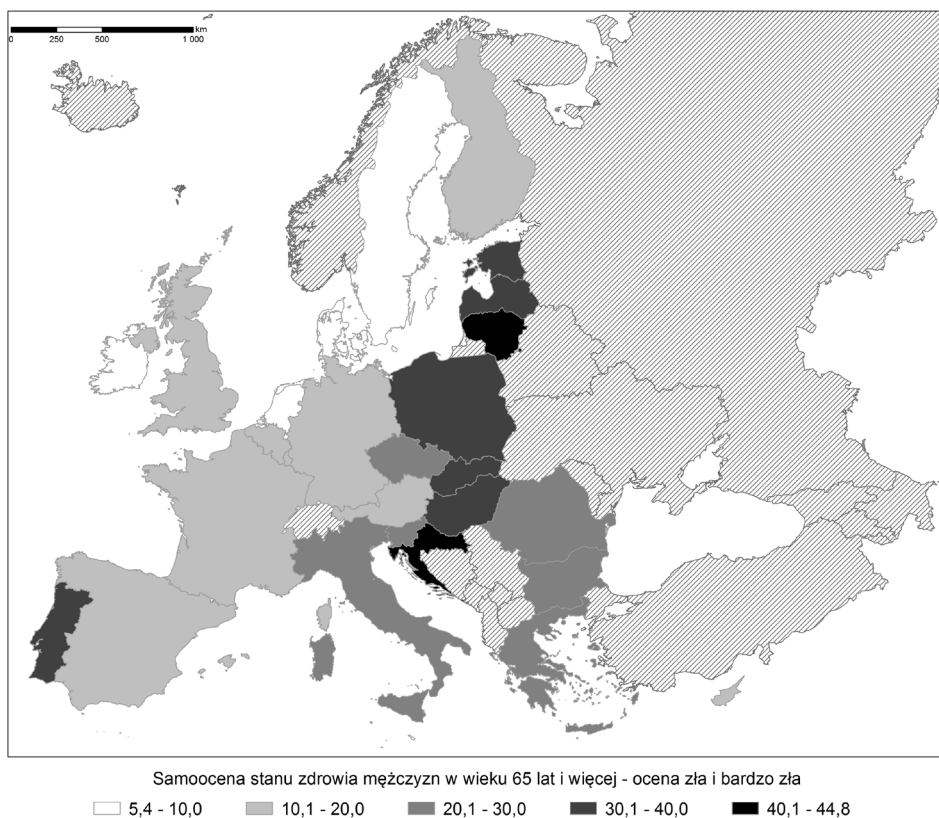 km
0 250 500 1 000
Samoocena stanu zdrowia mężczyzn w wieku 65 lat i więcej - ocena zła i bardzo zła
5,4 - 10,0 10,1 - 20,0 20,1 - 30,0 30,1 - 40,0 40,1 - 44,8